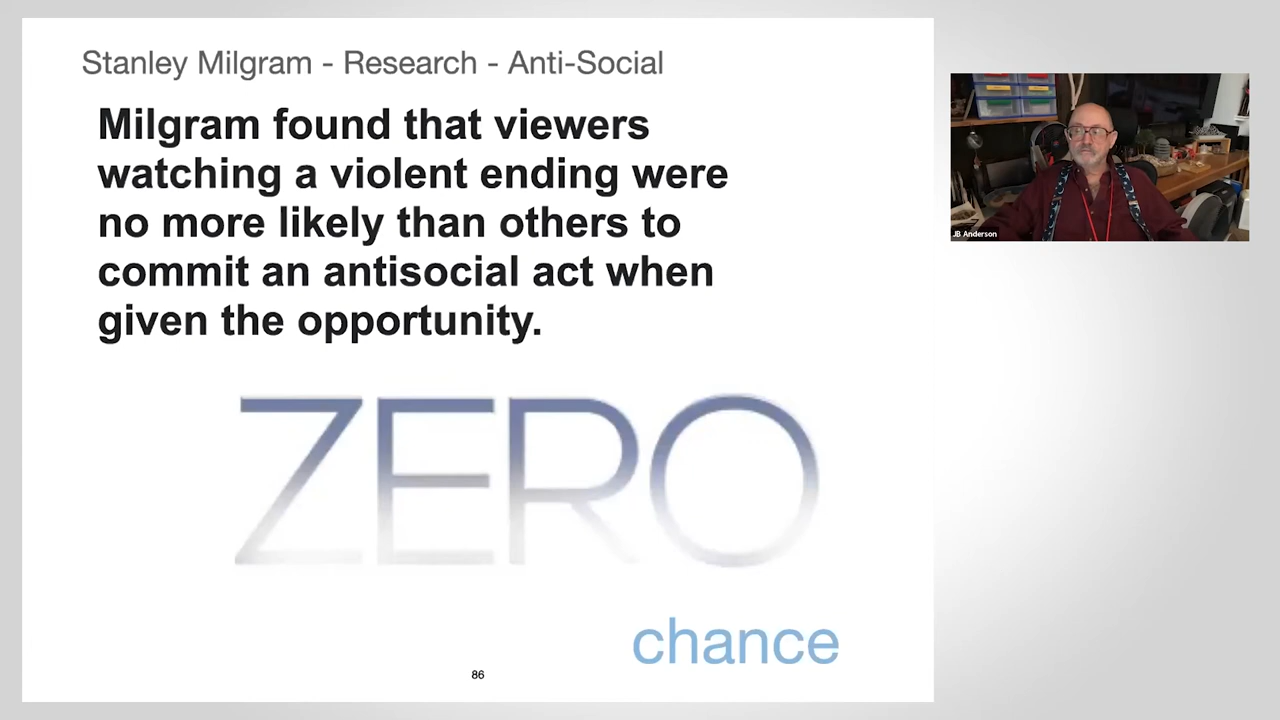 Stanley Milgram - Research - Anti-Social
Milgram found that viewers
watching a violent ending were
no more likely than others to
commit an antisocial act when
given the opportunity.
ZERO
chance
86
JB Anderson